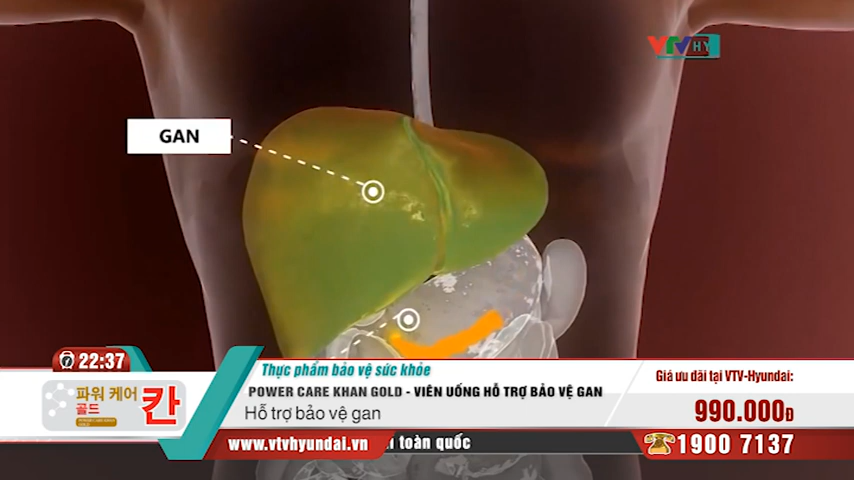 VTV HY
GAN
22:37
파워 케어
골드
칸
Thực phẩm bảo vệ sức khỏe
POWER CARE KHAN GOLD - VIÊN UỐNG HỖ TRỢ BẢO VỆ GAN
Hỗ trợ bảo vệ gan
Giá ưu đãi tại VTV-Hyundai:
990.000Đ
www.vtvhyundai.vn
toàn quốc
1900 7137